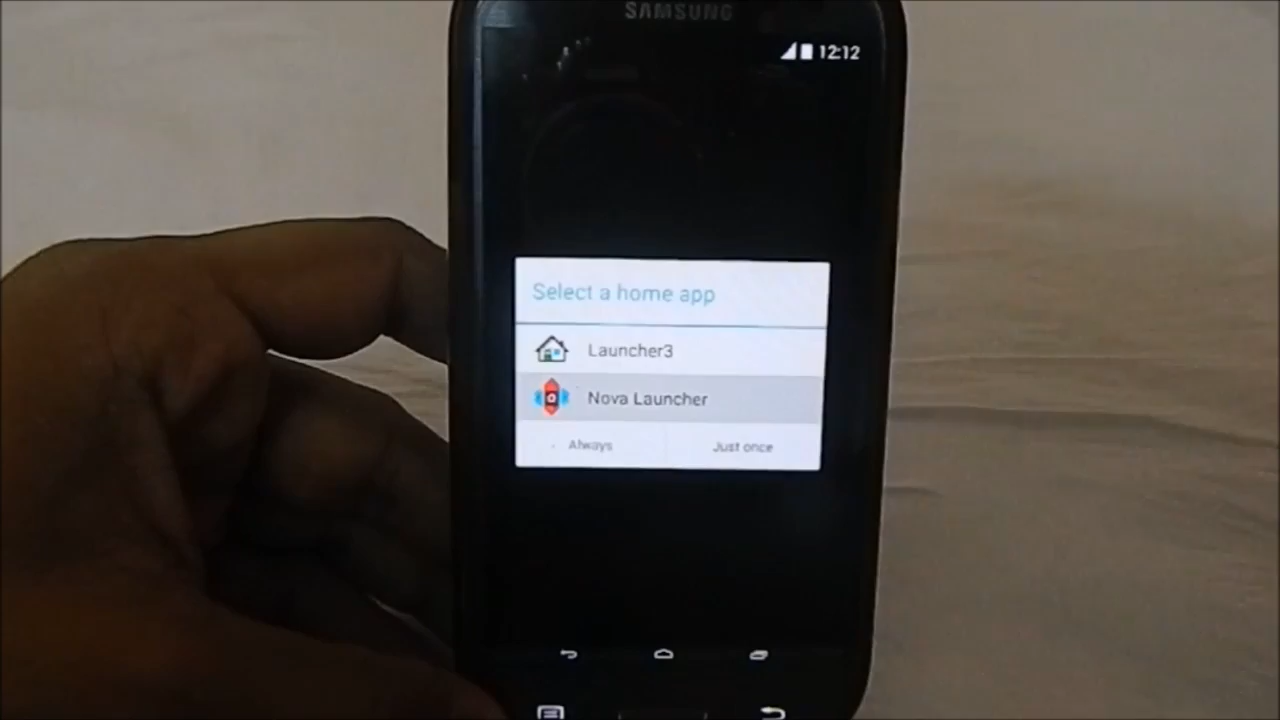 SAMSUNG
12:12
Select a home app
Launcher3
Nova Launcher
Always
Just once